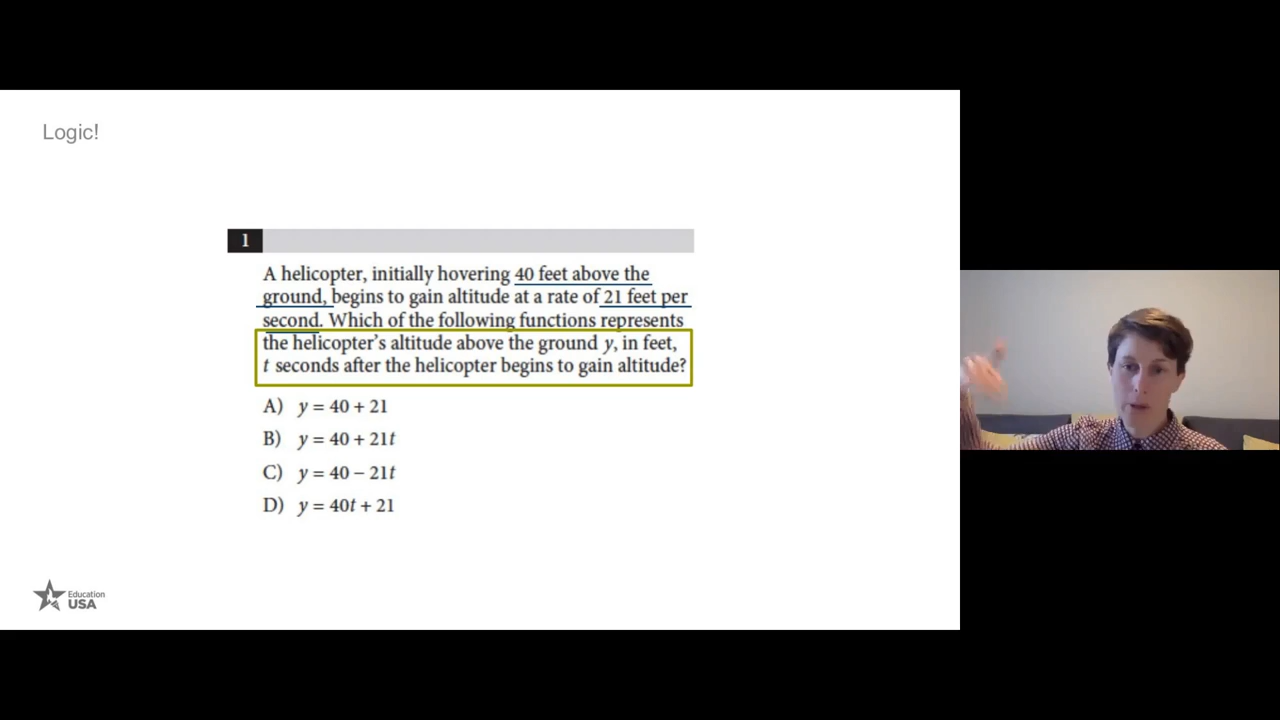 Logic!
1
A helicopter, initially hovering 40 feet above the
ground, begins to gain altitude at a rate of 21 feet per
second. Which of the following functions represents
the helicopter's altitude above the ground y, in feet,
t seconds after the helicopter begins to gain altitude?
A) y = 40 + 21
B) y = 40 + 21t
C) y = 40 − 21t
D) y = 40t + 21
Education
USA